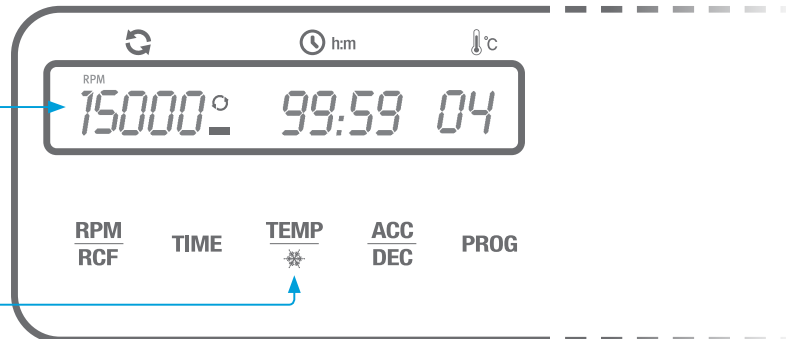 h:m °C
RPM
15000 99:59 04
RPM TIME TEMP ACC PROG
RCF DEC